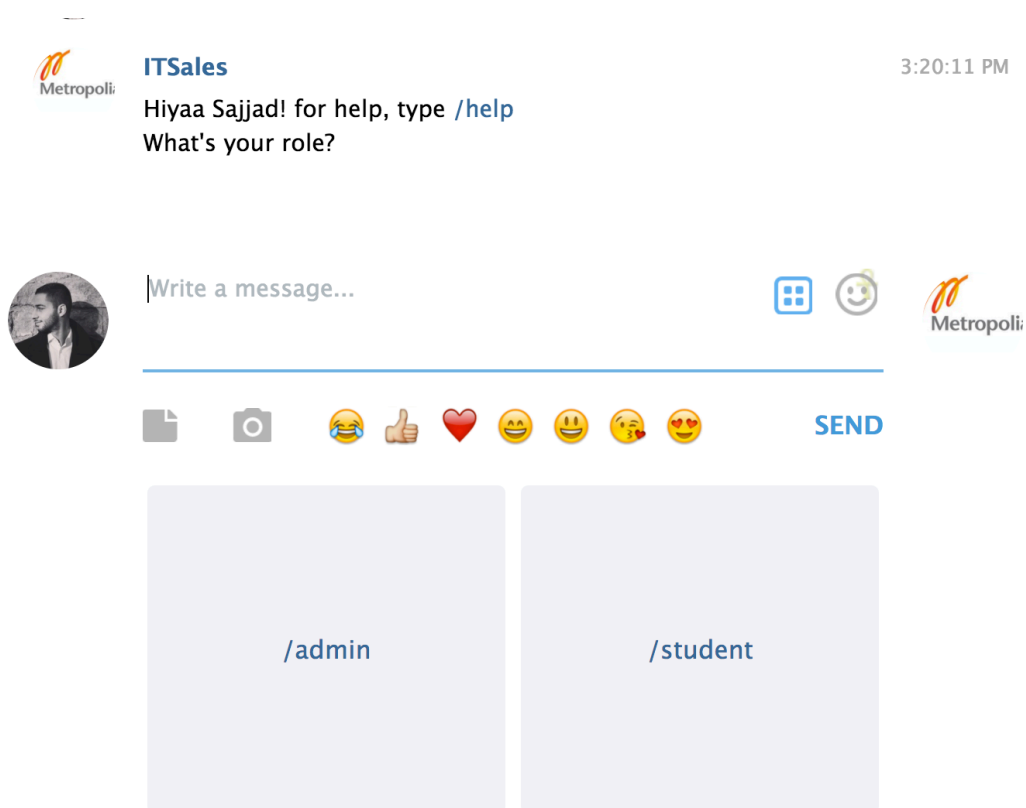 ITSales
3:20:11 PM
Metropoli
Hiyaa Sajjad! for help, type /help
What's your role?
Write a message...
Metropolia
SEND
/admin
/student